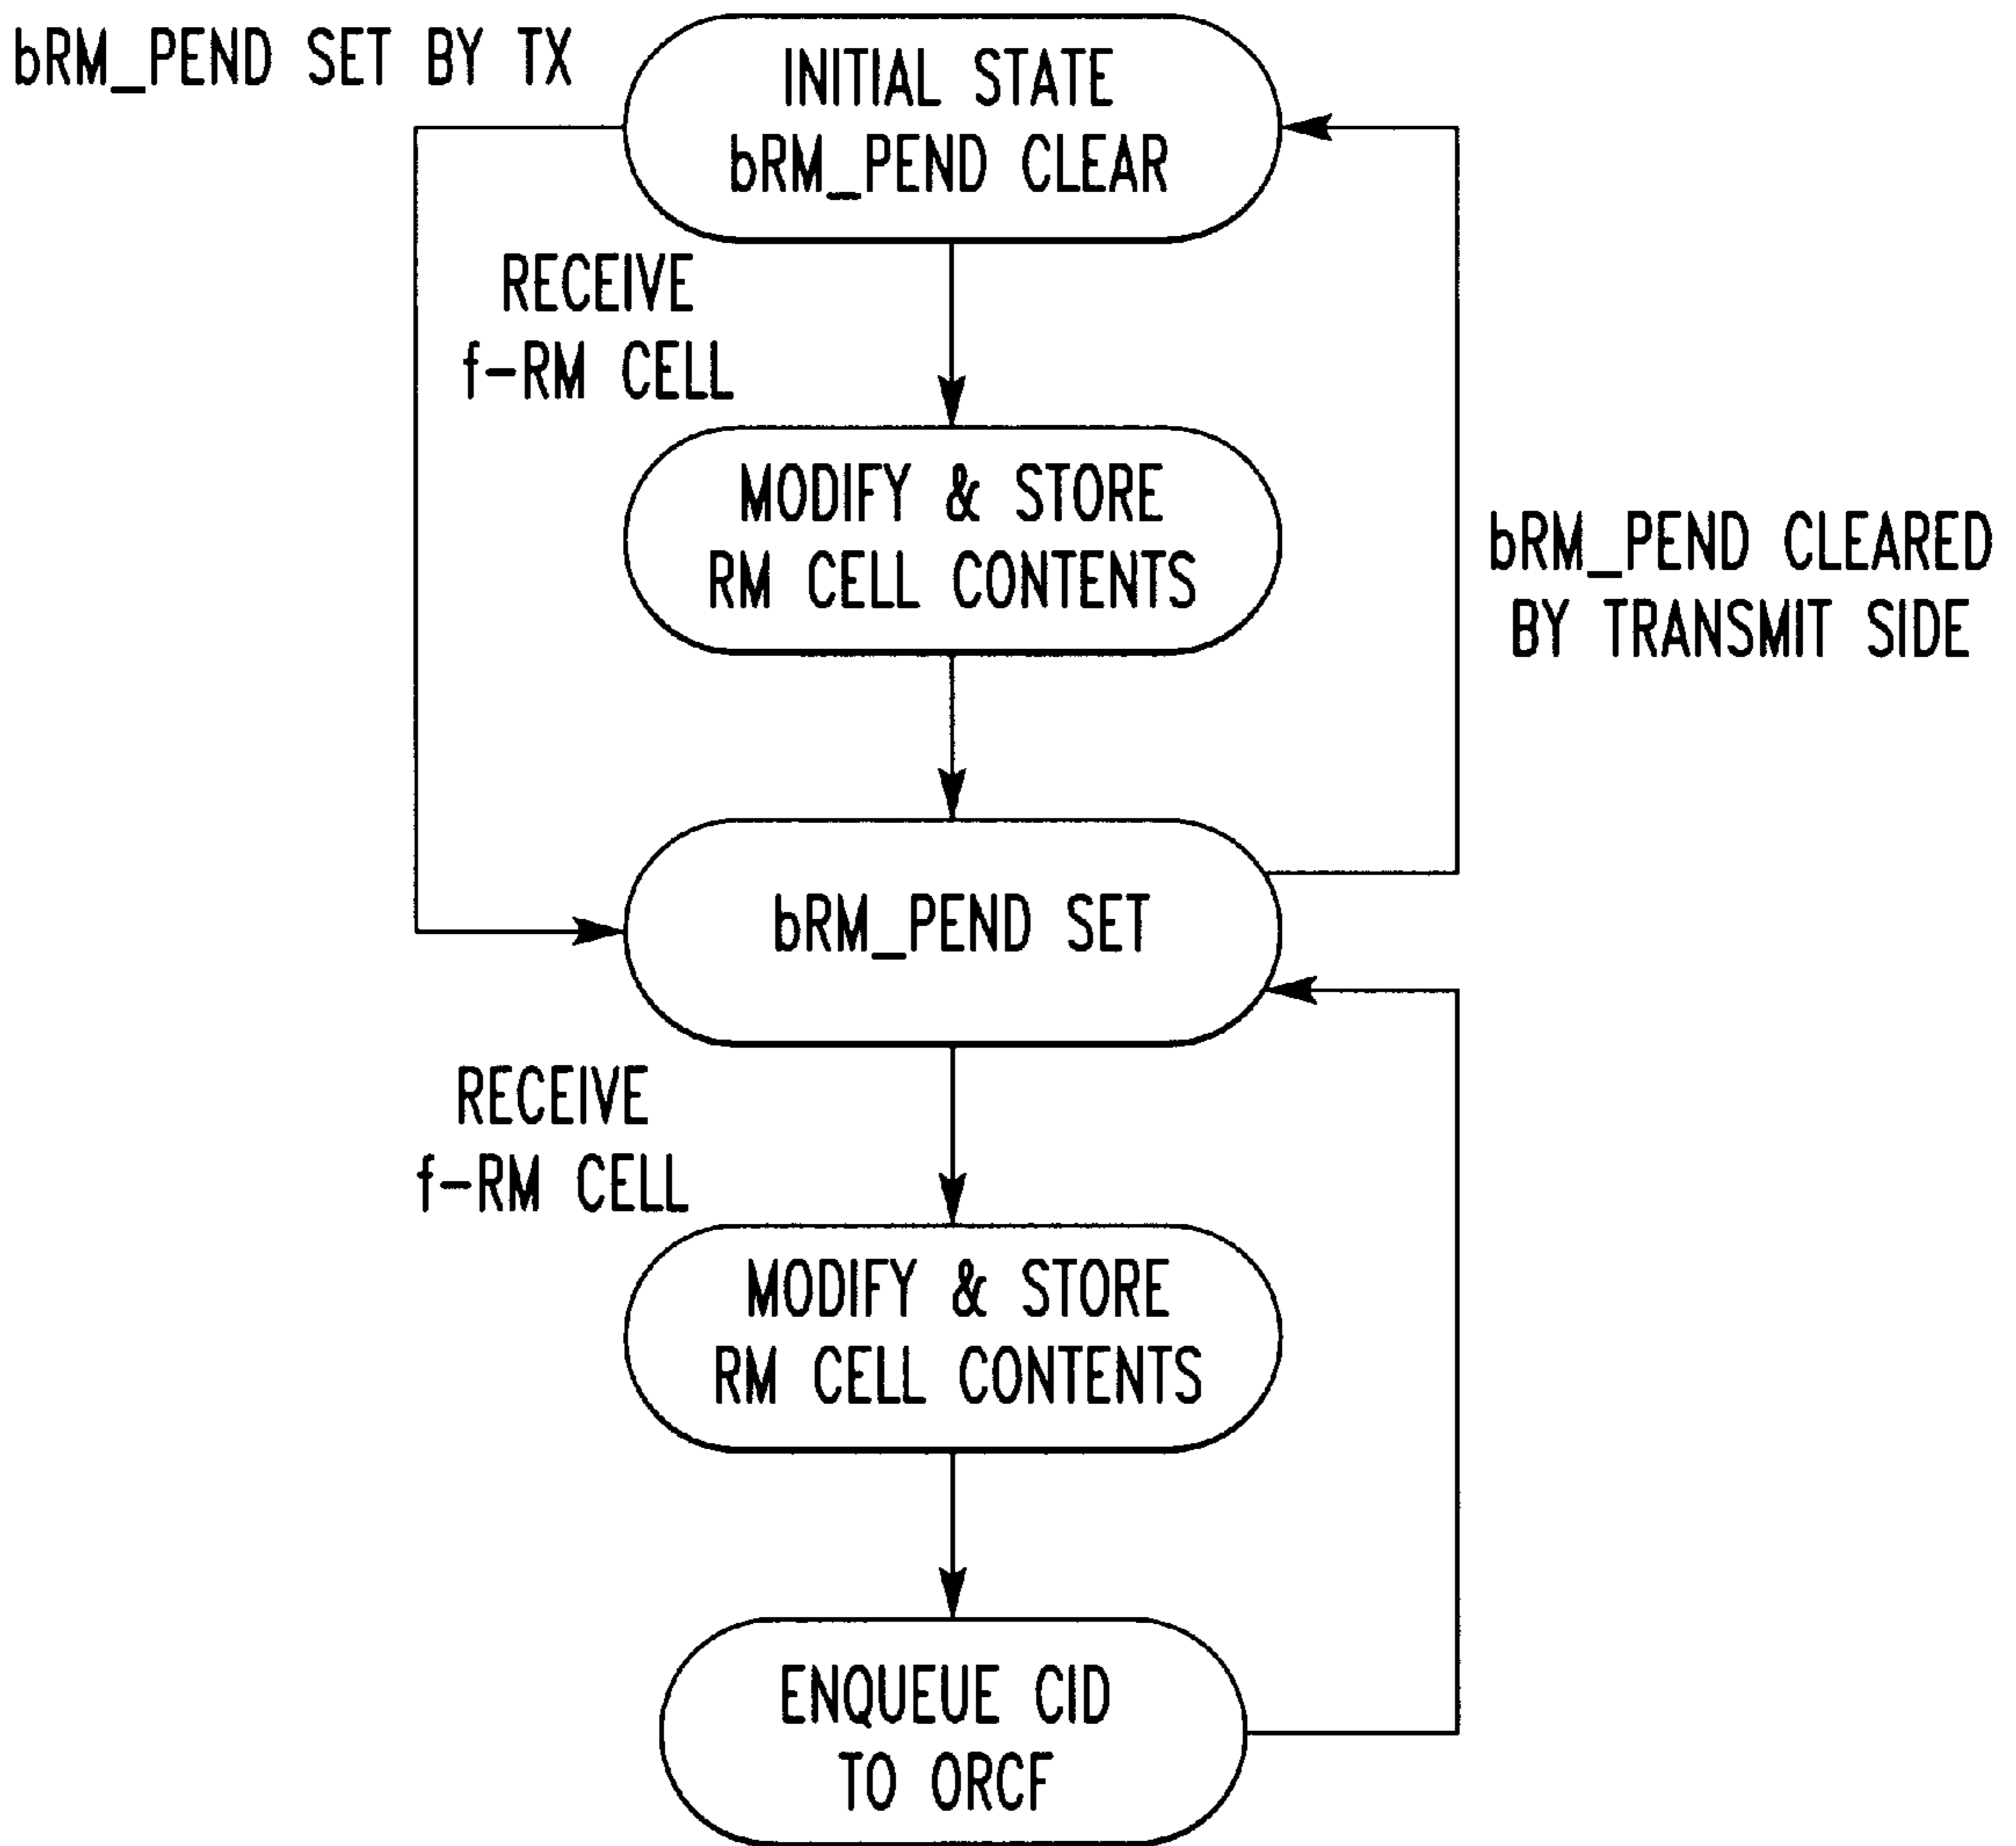 bRM_PEND SET BY TX
INITIAL STATE
bRM_PEND CLEAR
RECEIVE
f-RM CELL
MODIFY & STORE
RM CELL CONTENTS
bRM_PEND CLEARED
BY TRANSMIT SIDE
bRM_PEND SET
RECEIVE
f-RM CELL
MODIFY & STORE
RM CELL CONTENTS
ENQUEUE CID
TO ORCF